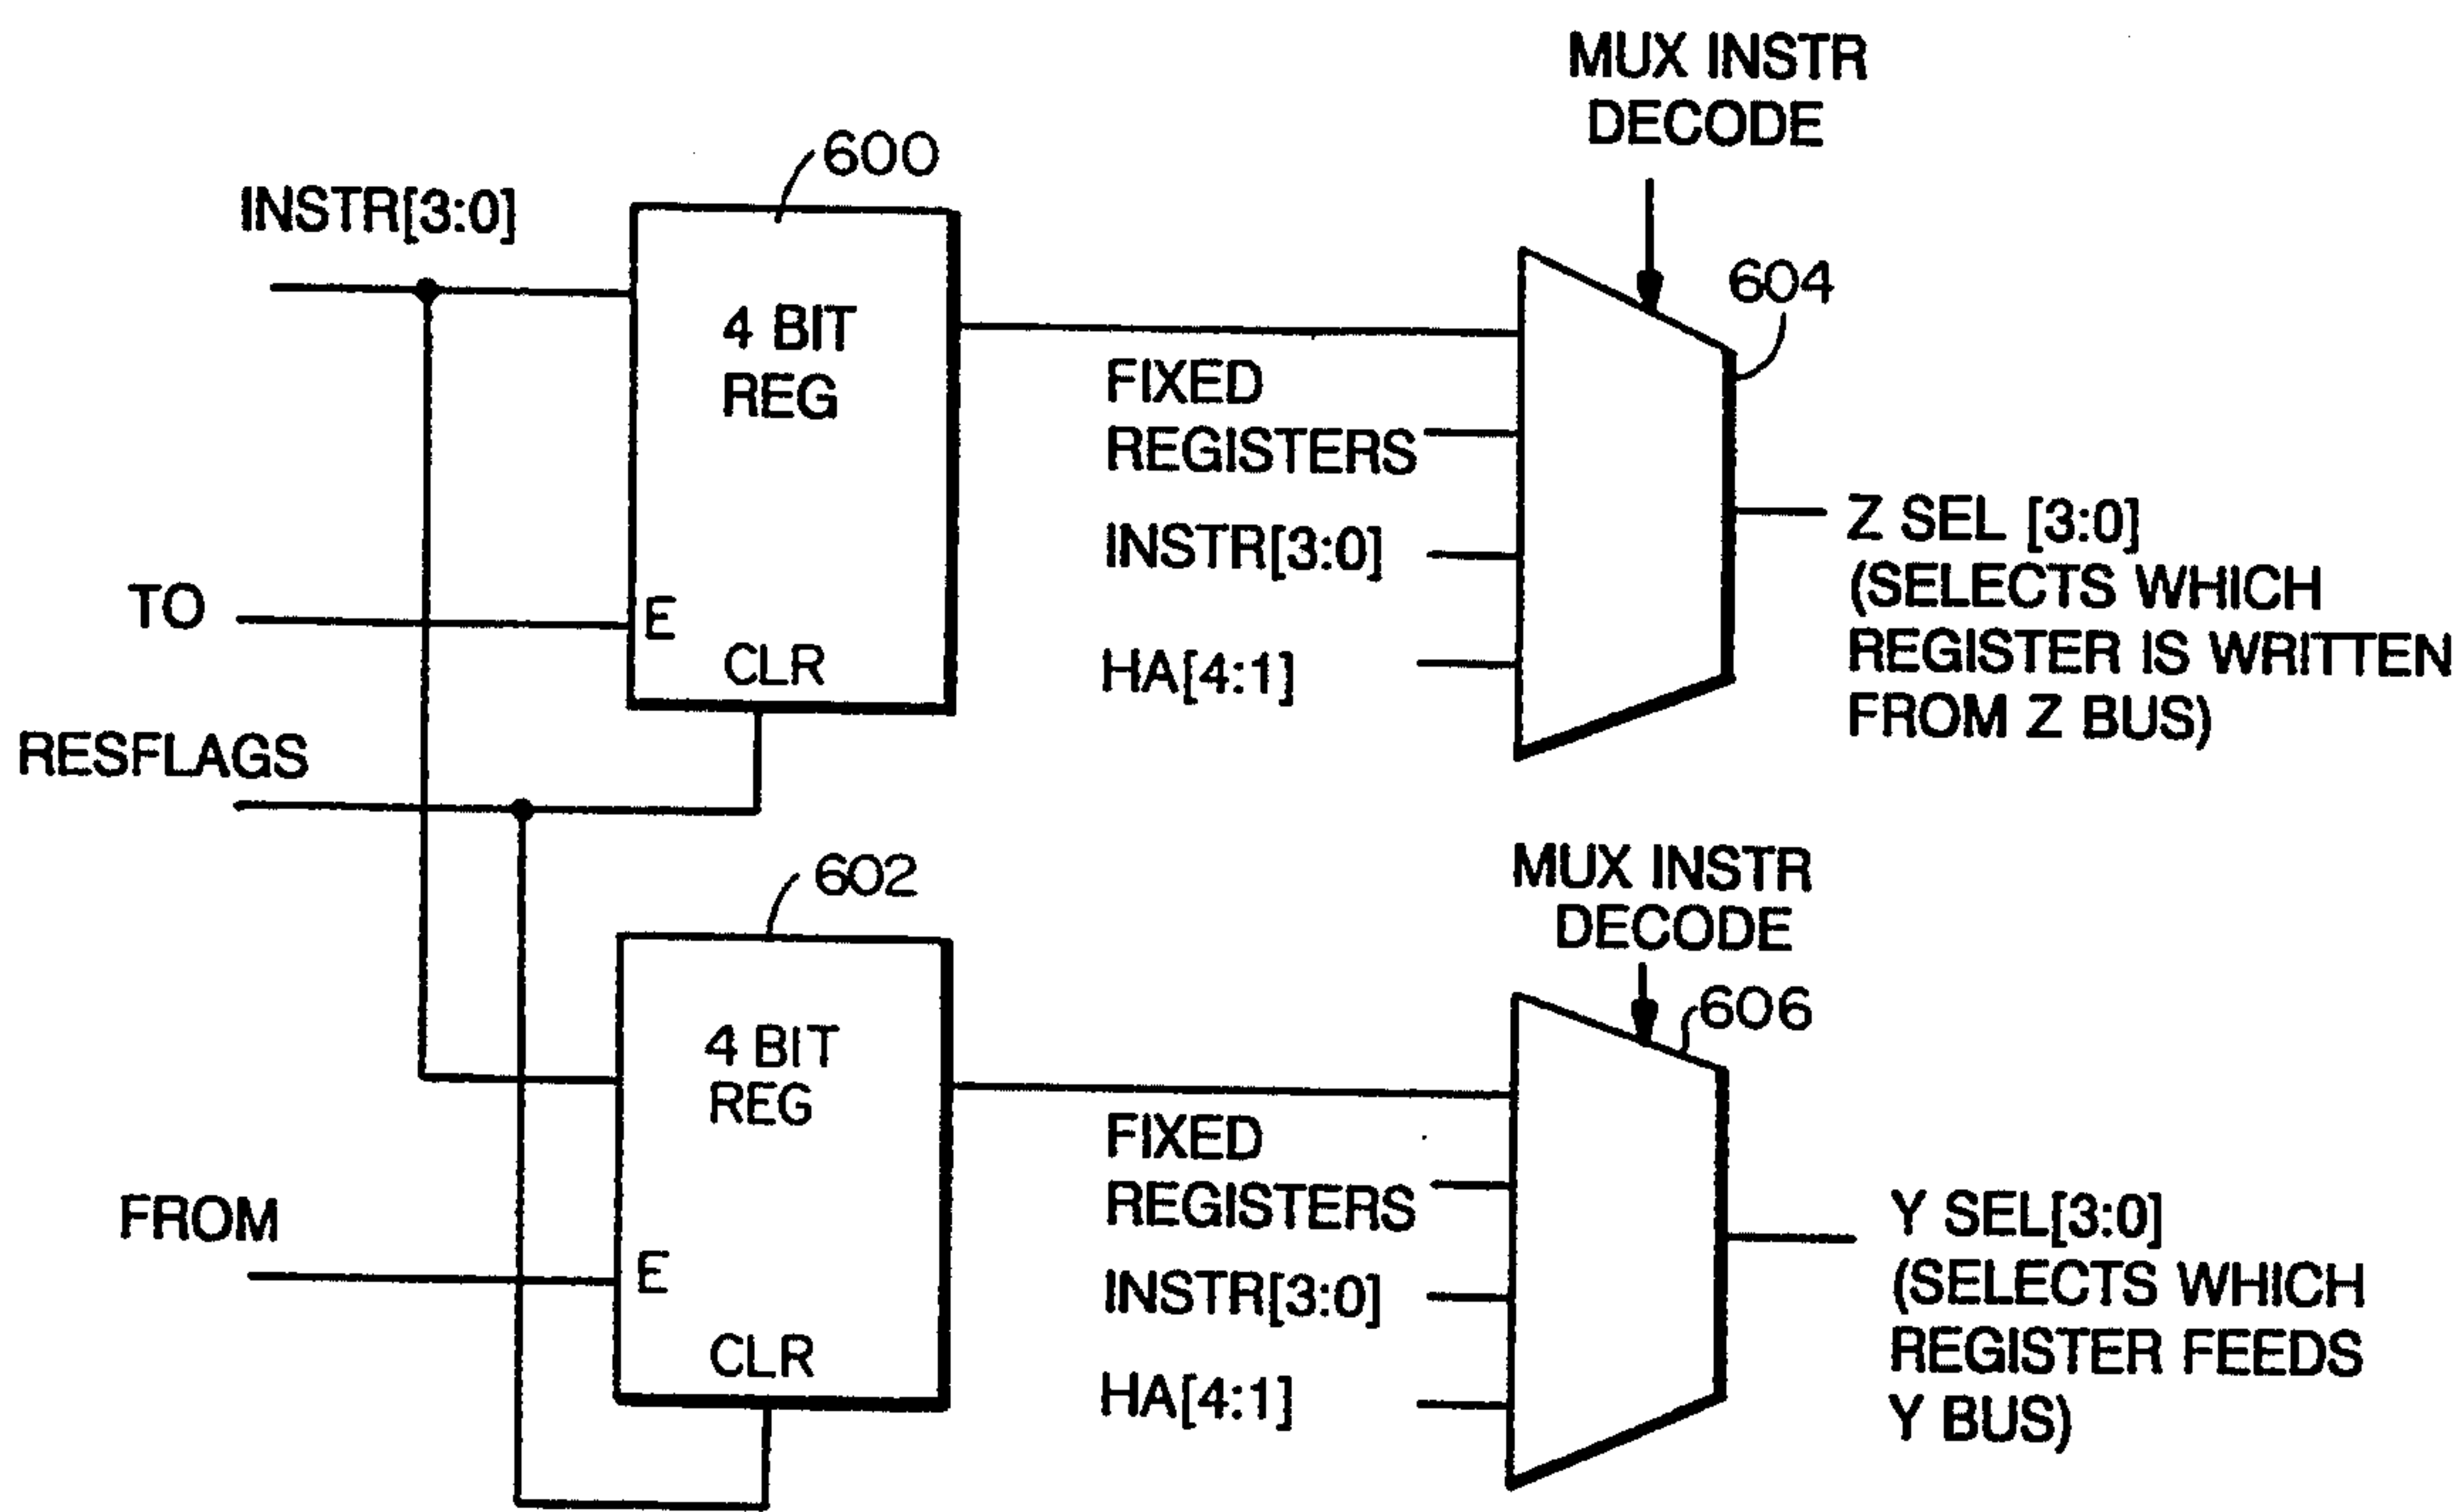 MUX INSTR
DECODE
600
INSTR[3:0]
604
4 BIT
REG
FIXED
REGISTERS
Z SEL [3:0]
(SELECTS WHICH
REGISTER IS WRITTEN
FROM Z BUS)
INSTR[3:0]
TO
E
CLR
HA[4:1]
RESFLAGS
602
MUX INSTR
DECODE
606
4 BIT
REG
FIXED
REGISTERS
Y SEL[3:0]
(SELECTS WHICH
REGISTER FEEDS
Y BUS)
FROM
E
INSTR[3:0]
CLR
HA[4:1]